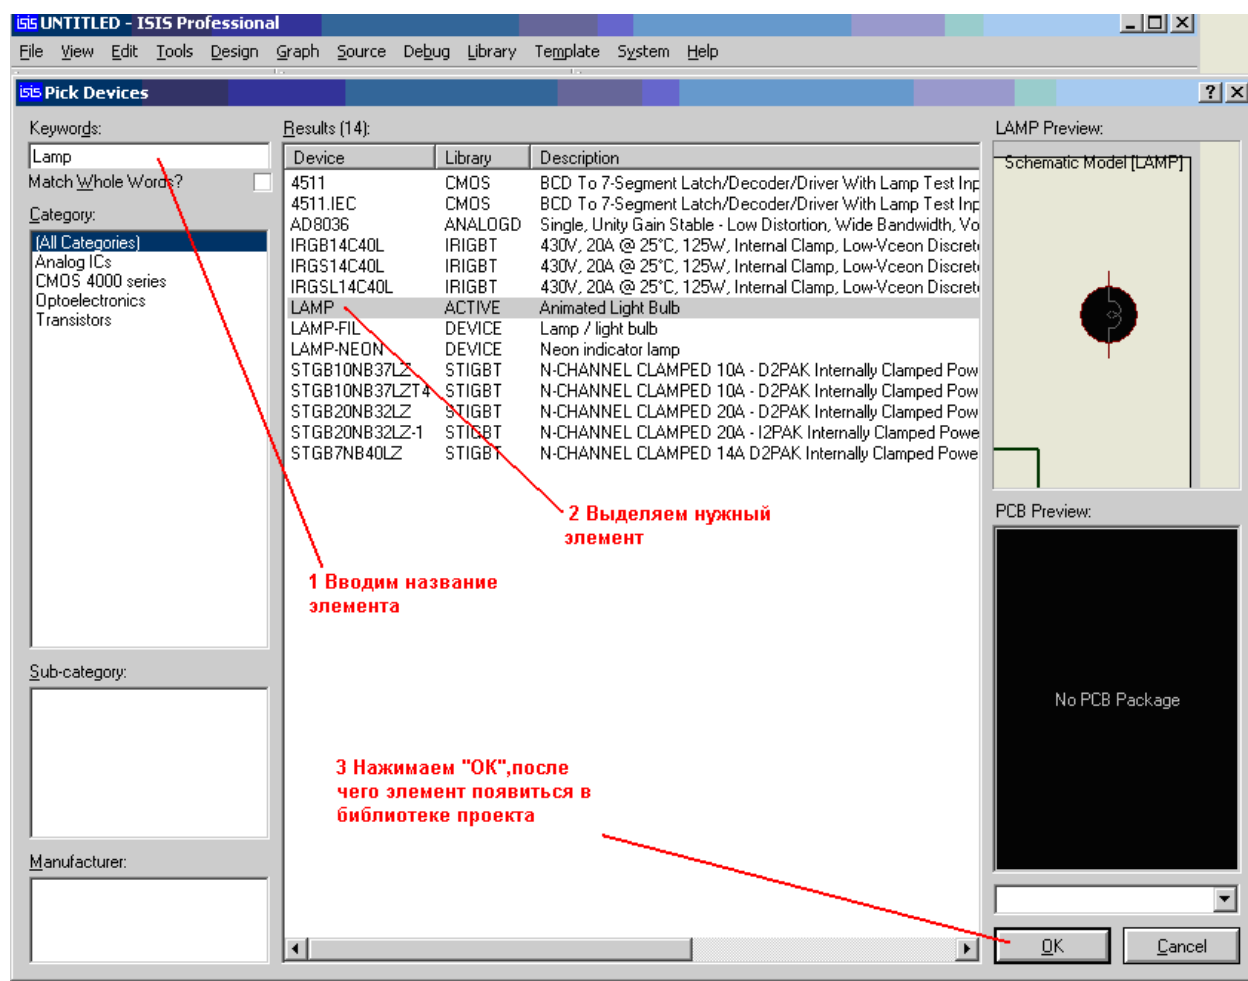 isis UNTITLED - ISIS Professional
File View Edit Tools Design Graph Source Debug Library Template System Help
isis Pick Devices
Keywords:
Lamp
Match Whole Words?
Category:
(All Categories)
Analog ICs
CMOS 4000 series
Optoelectronics
Transistors
Sub-category:
Manufacturer:
Results (14):
Device Library Description
4511 CMOS BCD To 7-Segment Latch/Decoder/Driver With Lamp Test Inp
4511.IEC CMOS BCD To 7-Segment Latch/Decoder/Driver With Lamp Test Inp
AD8036 ANALOGD Single, Unity Gain Stable - Low Distortion, Wide Bandwidth, Vo
IRGB14C40L IRIGBT 430V, 20A @ 25°C, 125W, Internal Clamp, Low-Vceon Discrete
IRGS14C40L IRIGBT 430V, 20A @ 25°C, 125W, Internal Clamp, Low-Vceon Discrete
IRGSL14C40L IRIGBT 430V, 20A @ 25°C, 125W, Internal Clamp, Low-Vceon Discrete
LAMP ACTIVE Animated Light Bulb
LAMP-FIL DEVICE Lamp / light bulb
LAMP-NEON DEVICE Neon indicator lamp
STGB10NB37LZ STIGBT N-CHANNEL CLAMPED 10A - D2PAK Internally Clamped Pow
STGB10NB37LZT4 STIGBT N-CHANNEL CLAMPED 10A - D2PAK Internally Clamped Pow
STGB20NB32LZ STIGBT N-CHANNEL CLAMPED 20A - D2PAK Internally Clamped Pow
STGB20NB32LZ-1 STIGBT N-CHANNEL CLAMPED 20A - I2PAK Internally Clamped Powe
STGB7NB40LZ STIGBT N-CHANNEL CLAMPED 14A D2PAK Internally Clamped Powe
2 Выделяем нужный
элемент
1 Вводим название
элемента
3 Нажимаем "ОК",после
чего элемент появиться в
библиотеке проекта
LAMP Preview:
Schematic Model [LAMP]
PCB Preview:
No PCB Package
OK Cancel